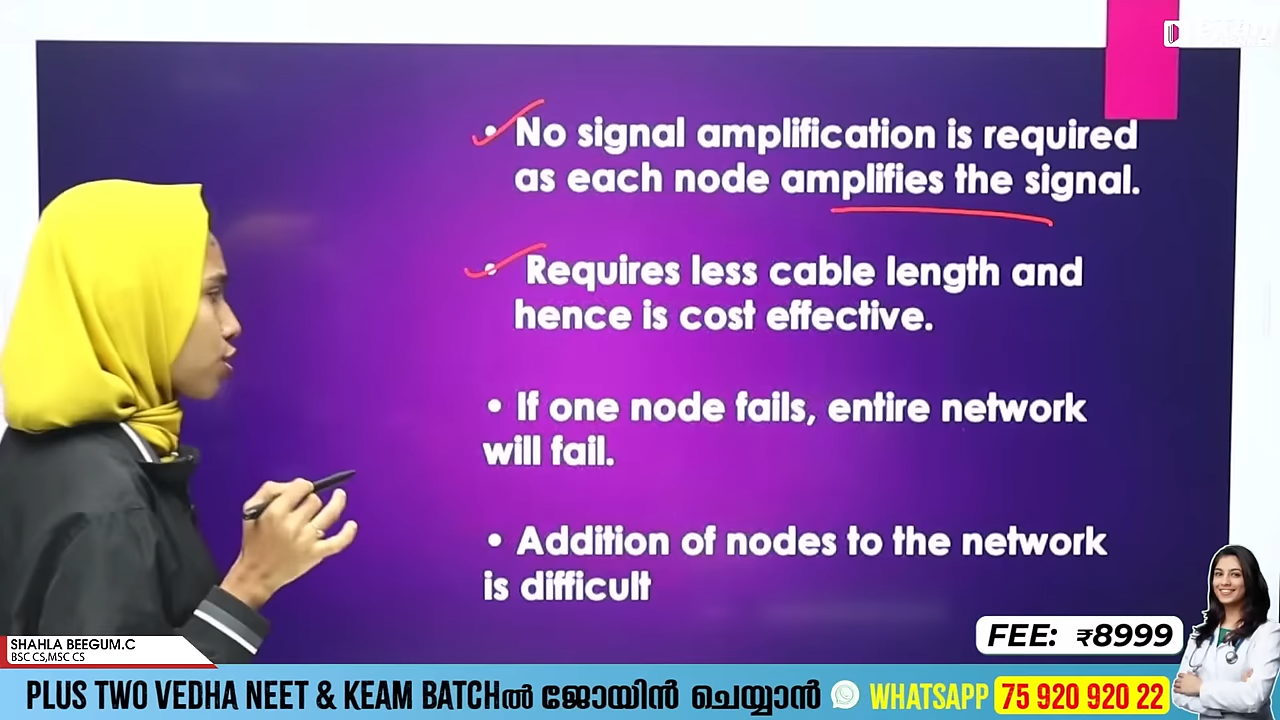 • No signal amplification is required
as each node amplifies the signal.
• Requires less cable length and
hence is cost effective.
• If one node fails, entire network
will fail.
• Addition of nodes to the network
is difficult
FEE: ₹8999
SHAHLA BEEGUM.C
BSC CS,MSC CS
PLUS TWO VEDHA NEET & KEAM BATCHൽ ജോയിൻ ചെയ്യാൻ WHATSAPP 75 920 920 22